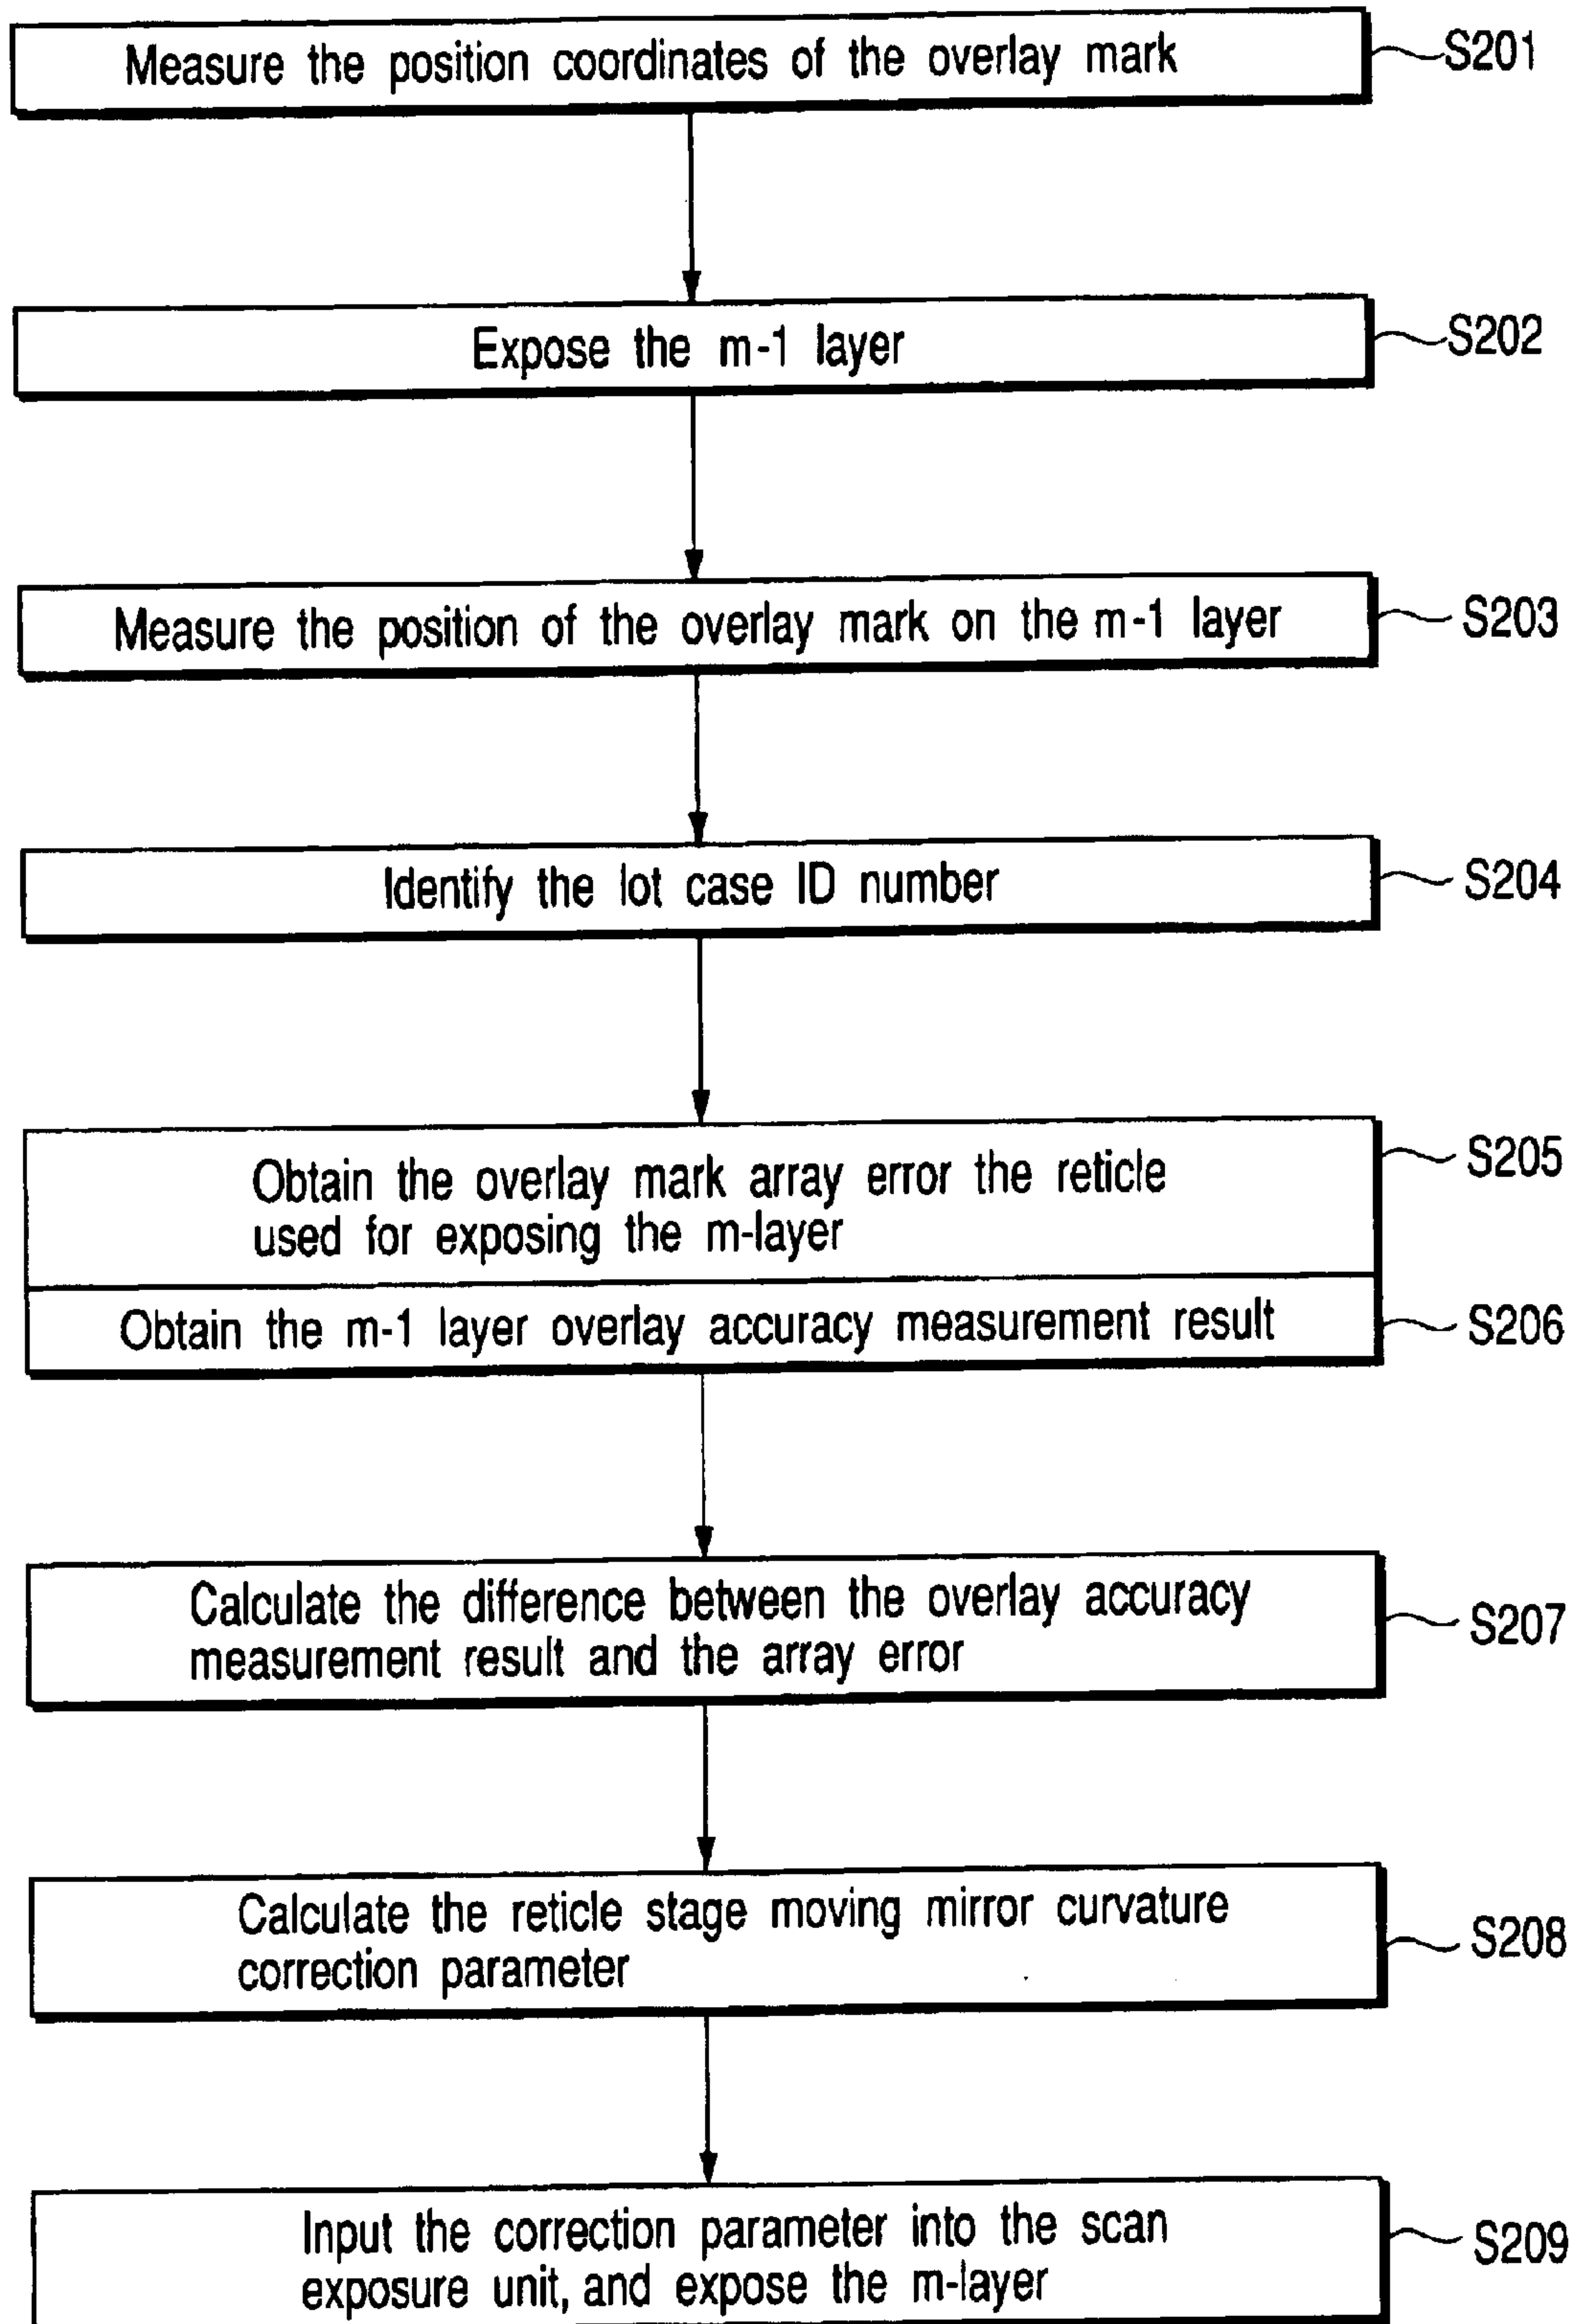 Measure the position coordinates of the overlay mark
S201
Expose the m-1 layer
S202
Measure the position of the overlay mark on the m-1 layer
S203
Identify the lot case ID number
S204
Obtain the overlay mark array error the reticle
used for exposing the m-layer
S205
Obtain the m-1 layer overlay accuracy measurement result
S206
Calculate the difference between the overlay accuracy
measurement result and the array error
S207
Calculate the reticle stage moving mirror curvature
correction parameter
S208
Input the correction parameter into the scan
exposure unit, and expose the m-layer
S209